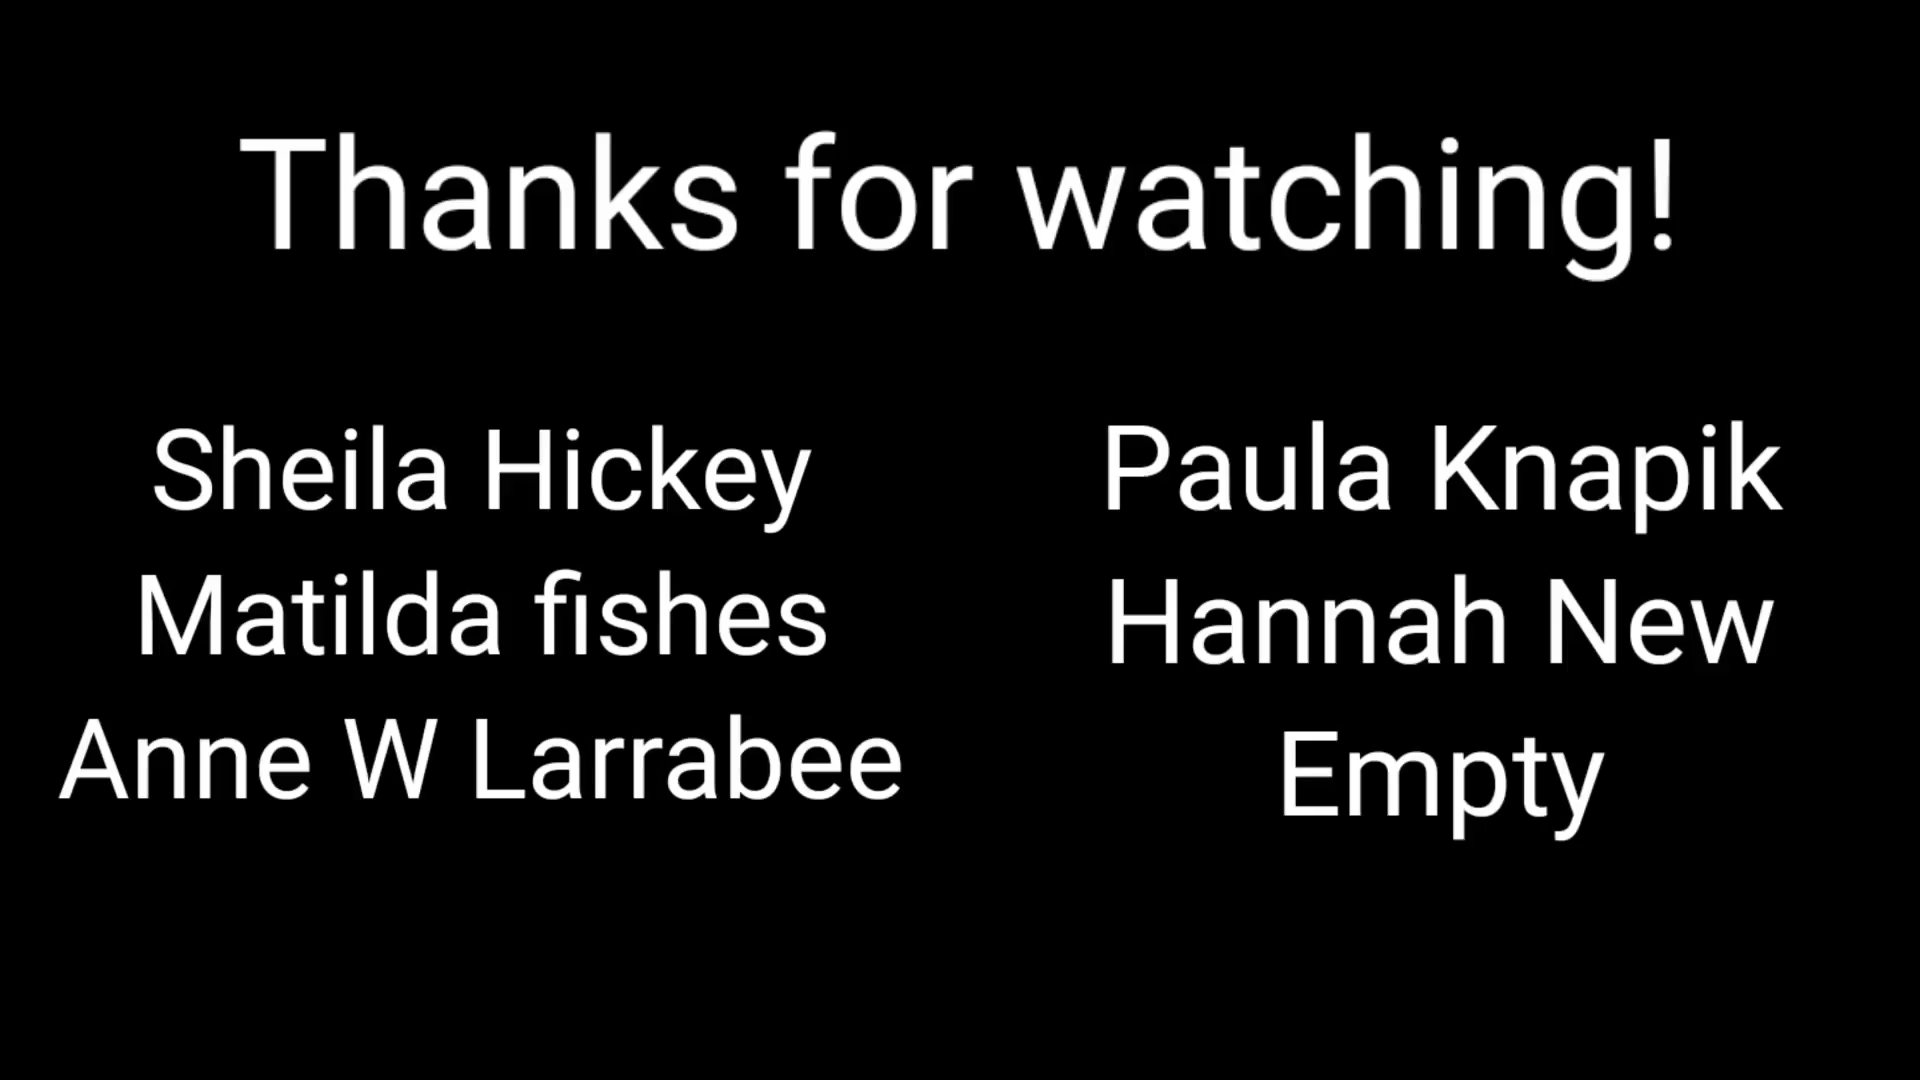 Thanks for watching!
Sheila Hickey
Matilda fishes
Anne W Larrabee
Paula Knapik
Hannah New
Empty